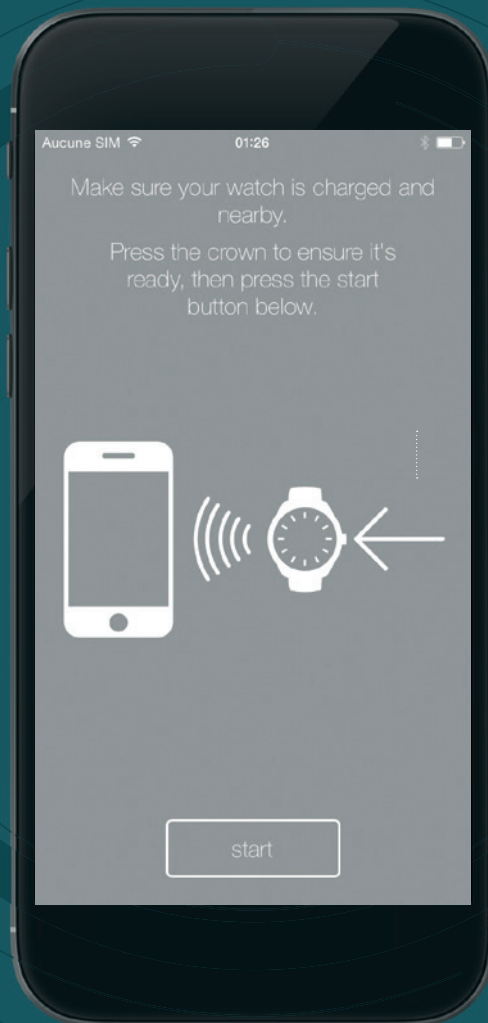 Aucune SIM 01:26
Make sure your watch is charged and
nearby.
Press the crown to ensure it's
ready, then press the start
button below.
start